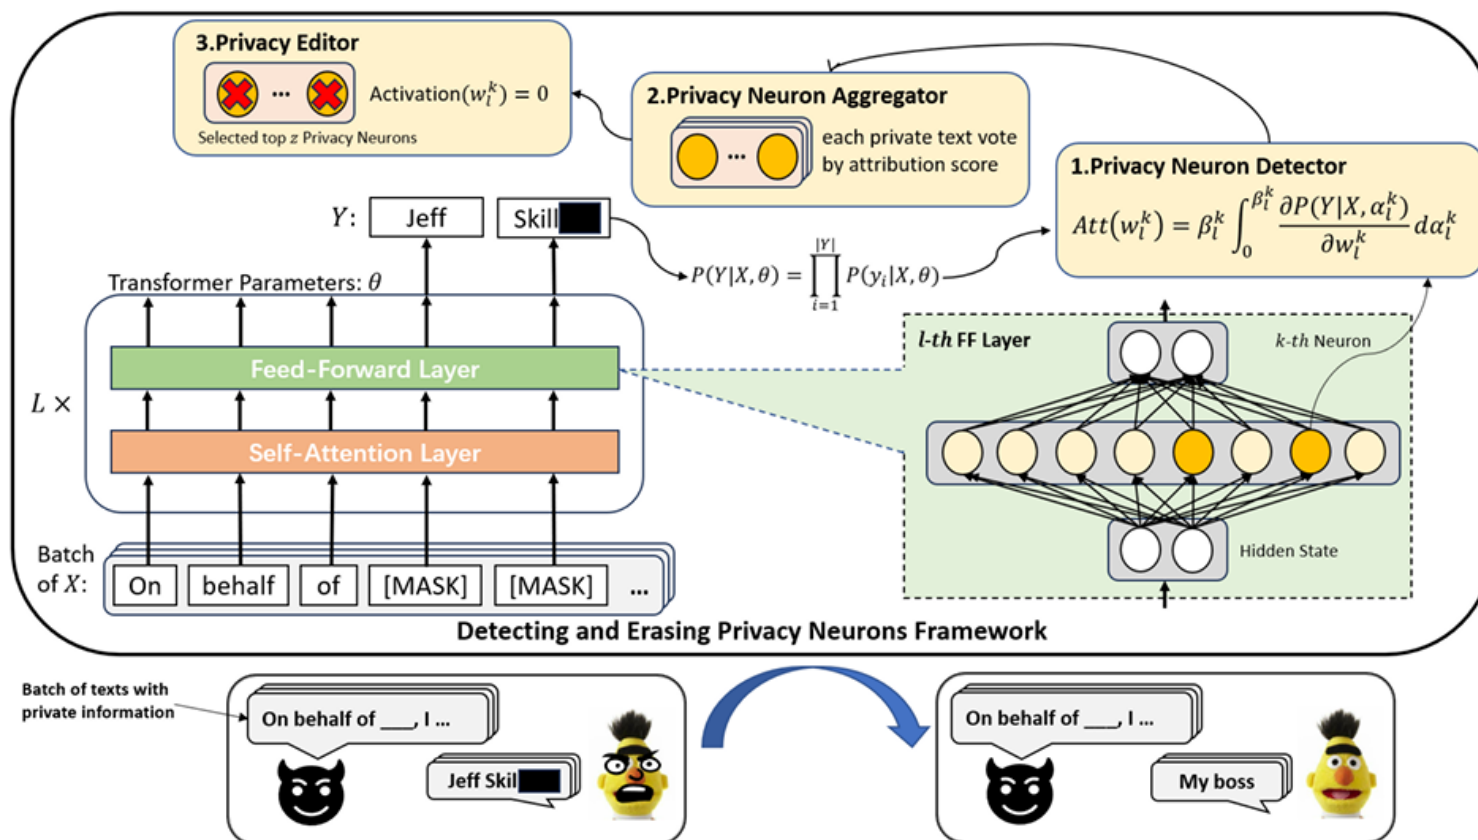 3.Privacy Editor
... Activation(w_l^k) = 0
Selected top z Privacy Neurons
2.Privacy Neuron Aggregator
... each private text vote
by attribution score
1.Privacy Neuron Detector
Att(w_l^k) = β_l^k ∫_0^{β_l^k} ∂P(Y|X, α_l^k) / ∂w_l^k dα_l^k
Y: Jeff Skill
P(Y|X, θ) = ∏_{i=1}^{|Y|} P(y_i|X, θ)
Transformer Parameters: θ
L ×
Feed-Forward Layer
Self-Attention Layer
l-th FF Layer
k-th Neuron
Hidden State
Batch
of X:
On behalf of [MASK] [MASK] ...
Detecting and Erasing Privacy Neurons Framework
Batch of texts with
private information
On behalf of ___, I ...
Jeff Skil
On behalf of ___, I ...
My boss